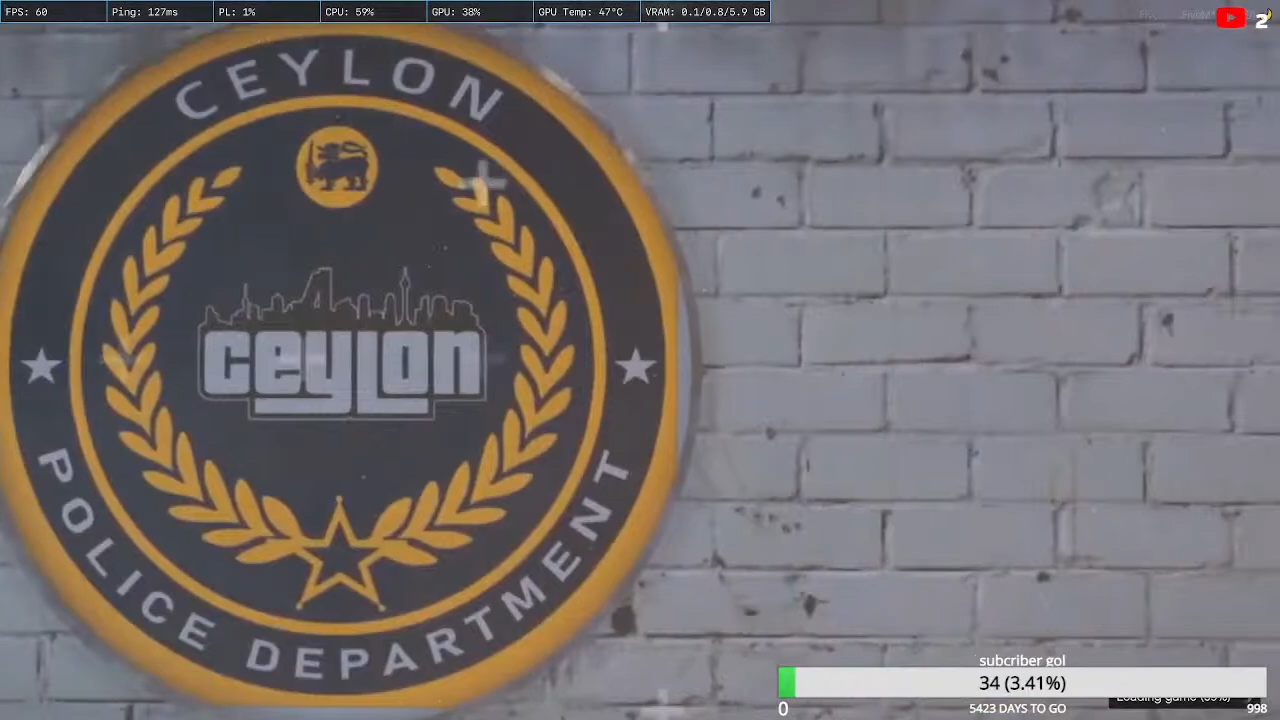 FPS: 60 Ping: 127ms PL: 1% CPU: 59% GPU: 38% GPU Temp: 47°C VRAM: 0.1/0.8/5.9 GB
2
CEYLON
ceylon
POLICE DEPARTMENT
subcriber gol
34 (3.41%)
0 5423 DAYS TO GO 998